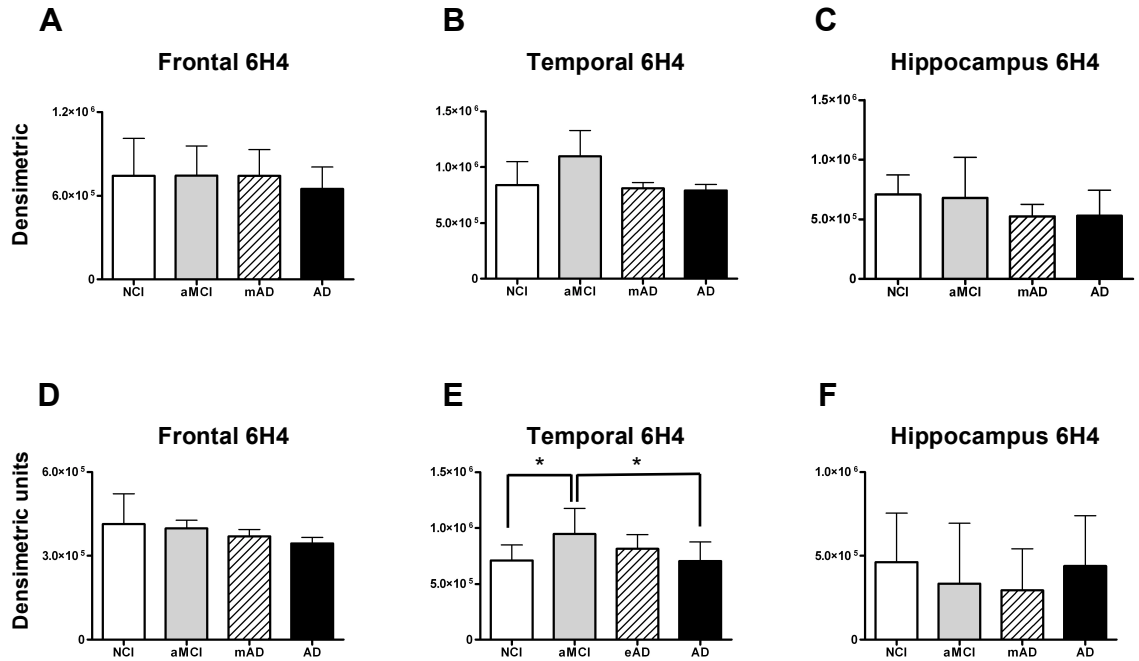 A
Frontal 6H4
Densimetric
1.2×10⁶
6.0×10⁵
0
NCI aMCI mAD AD
B
Temporal 6H4
1.5×10⁶
1.0×10⁶
5.0×10⁵
0
NCI aMCI mAD AD
C
Hippocampus 6H4
1.5×10⁶
1.0×10⁶
5.0×10⁵
0
NCI aMCI mAD AD
D
Frontal 6H4
Densimetric units
6.0×10⁵
3.0×10⁵
0
NCI aMCI mAD AD
E
Temporal 6H4
* *
1.5×10⁶
1.0×10⁶
5.0×10⁵
0
NCI aMCI eAD AD
F
Hippocampus 6H4
1.0×10⁶
5.0×10⁵
0
NCI aMCI mAD AD